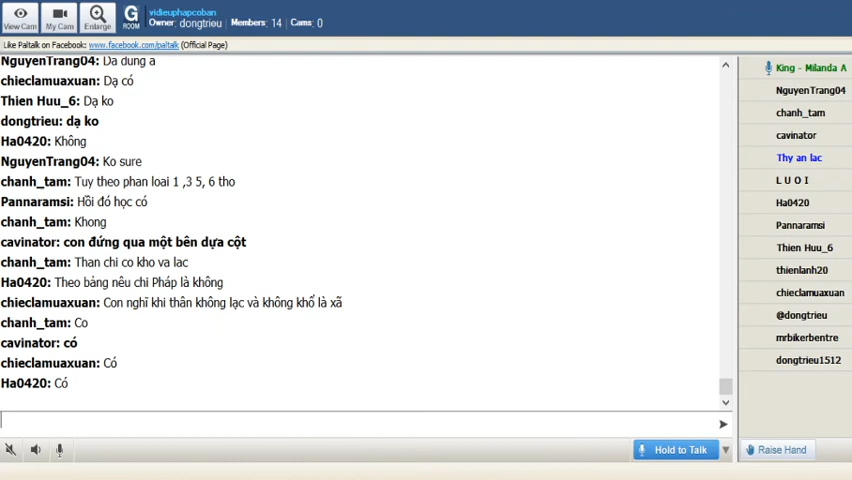 View Cam
My Cam
Enlarge
G
ROOM
vidieuphapcoban
Owner: dongtrieu Members: 14 Cams: 0
Like Paltalk on Facebook: www.facebook.com/paltalk (Official Page)
NguyenTrang04: Da dung a
chieclamuaxuan: Dạ có
Thien Huu_6: Dạ ko
dongtrieu: dạ ko
Ha0420: Không
NguyenTrang04: Ko sure
chanh_tam: Tuy theo phan loai 1 ,3 5, 6 tho
Pannaramsi: Hồi đó học có
chanh_tam: Khong
cavinator: con đứng qua một bên dựa cột
chanh_tam: Than chi co kho va lac
Ha0420: Theo bảng nêu chi Pháp là không
chieclamuaxuan: Con nghĩ khi thân không lạc và không khổ là xã
chanh_tam: Co
cavinator: có
chieclamuaxuan: Có
Ha0420: Có
King - Milanda A
NguyenTrang04
chanh_tam
cavinator
Thy an lac
L U O I
Ha0420
Pannaramsi
Thien Huu_6
thienlanh20
chieclamuaxuan
@dongtrieu
mrbikerbentre
dongtrieu1512
Hold to Talk
Raise Hand